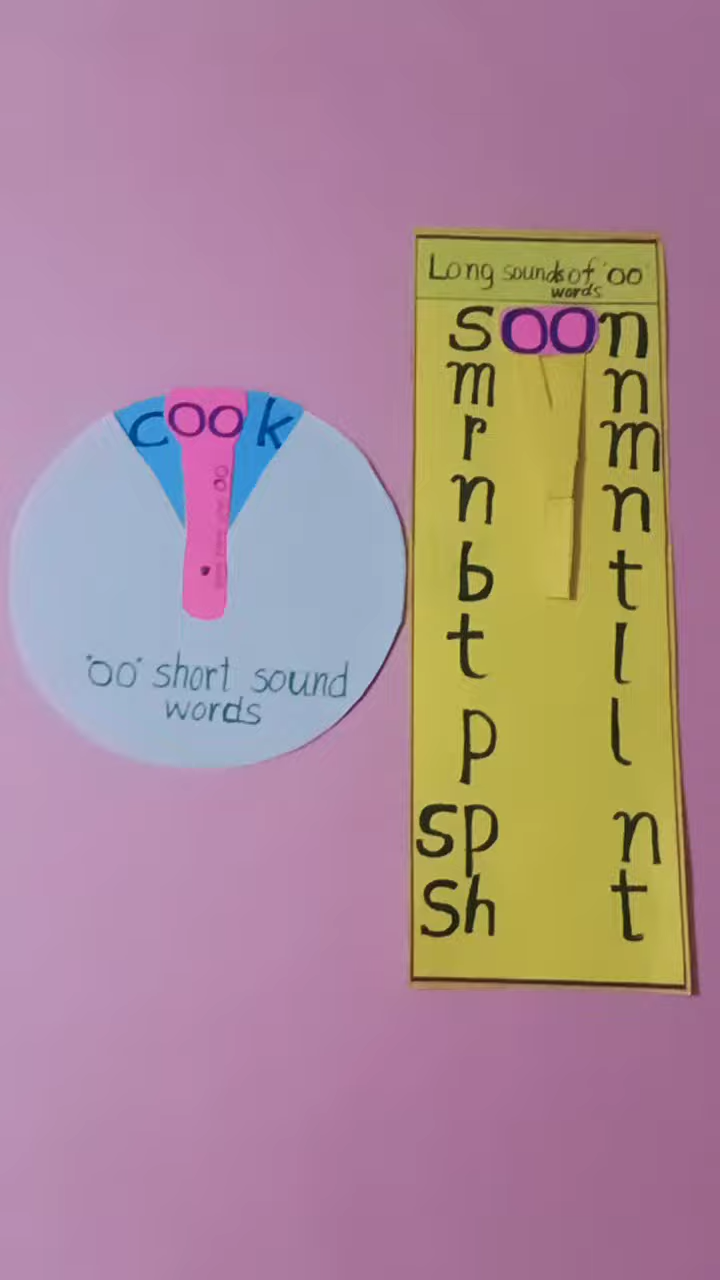 cook
'oo' short sound
words
Long sounds of 'oo'
words
soon
m n
r m
n n
b t
t l
p l
sp n
sh t